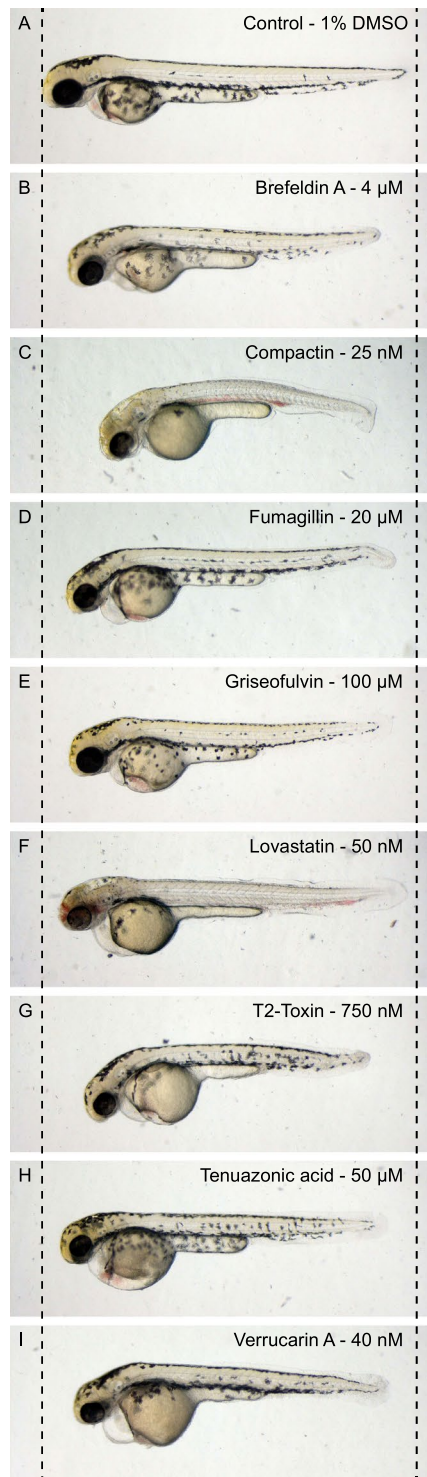 A Control - 1% DMSO
B Brefeldin A - 4 µM
C Compactin - 25 nM
D Fumagillin - 20 µM
E Griseofulvin - 100 µM
F Lovastatin - 50 nM
G T2-Toxin - 750 nM
H Tenuazonic acid - 50 µM
I Verrucarin A - 40 nM